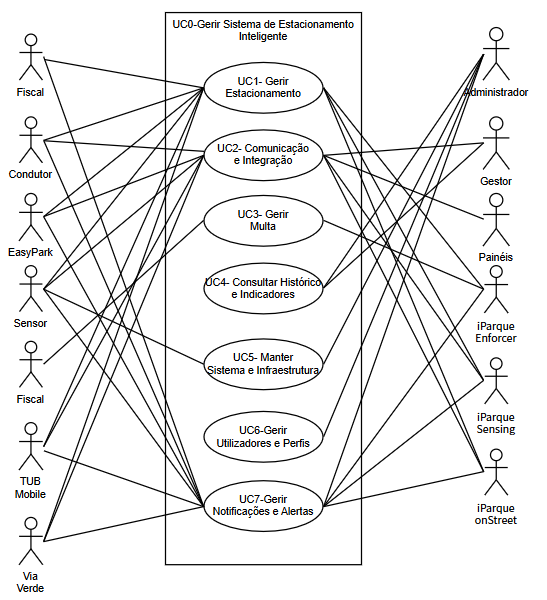 UC0-Gerir Sistema de Estacionamento
Inteligente
Fiscal
Condutor
EasyPark
Sensor
Fiscal
TUB
Mobile
Via
Verde
UC1- Gerir
Estacionamento
UC2- Comunicação
e Integração
UC3- Gerir
Multa
UC4- Consultar Histórico
e Indicadores
UC5- Manter
Sistema e Infraestrutura
UC6-Gerir
Utilizadores e Perfis
UC7-Gerir
Notificações e Alertas
Administrador
Gestor
Painéis
iParque
Enforcer
iParque
Sensing
iParque
onStreet